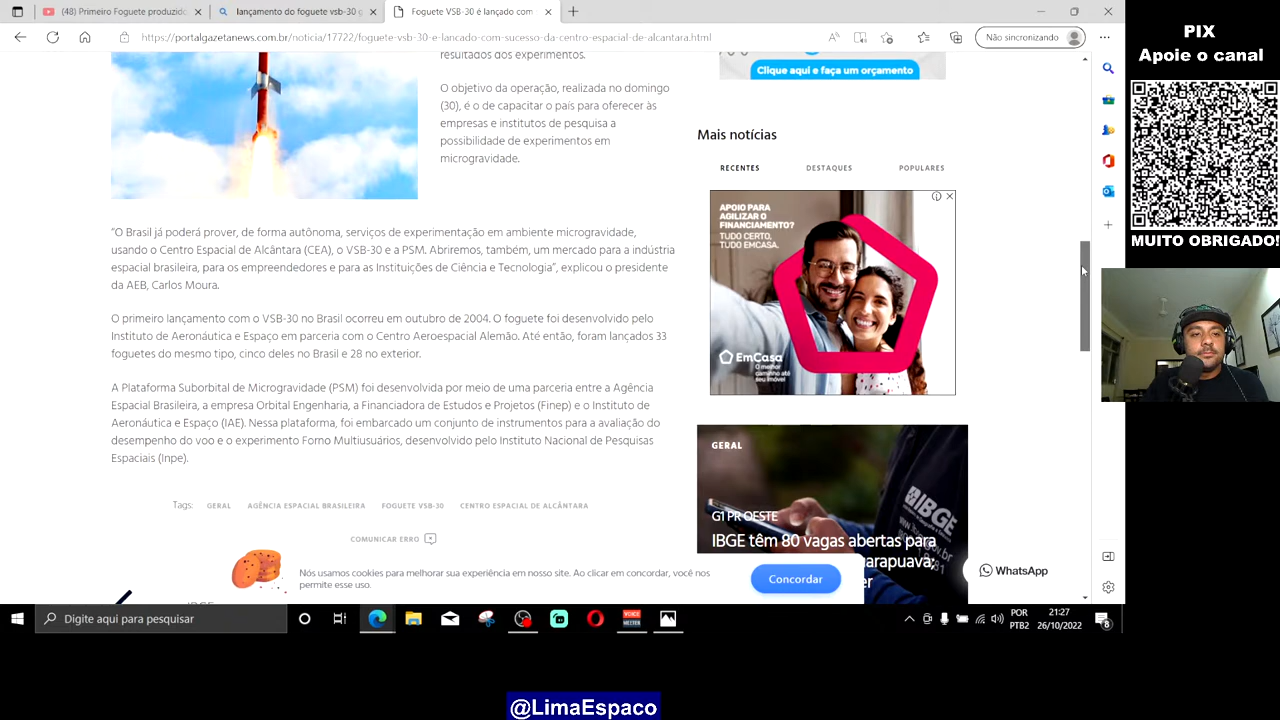 (48) Primeiro Foguete produzido
lançamento do foguete vsb-30 g
Foguete VSB-30 é lançado com
https://portalgazetanews.com.br/noticia/17722/foguete-vsb-30-e-lancado-com-sucesso-da-centro-espacial-de-alcantara.html
Não sincronizando
PIX
Apoie o canal
MUITO OBRIGADO!
resultados dos experimentos.
O objetivo da operação, realizada no domingo
(30), é o de capacitar o país para oferecer às
empresas e institutos de pesquisa a
possibilidade de experimentos em
microgravidade.
“O Brasil já poderá prover, de forma autônoma, serviços de experimentação em ambiente microgravidade,
usando o Centro Espacial de Alcântara (CEA), o VSB-30 e a PSM. Abriremos, também, um mercado para a indústria
espacial brasileira, para os empreendedores e para as Instituições de Ciência e Tecnologia”, explicou o presidente
da AEB, Carlos Moura.
O primeiro lançamento com o VSB-30 no Brasil ocorreu em outubro de 2004. O foguete foi desenvolvido pelo
Instituto de Aeronáutica e Espaço em parceria com o Centro Aeroespacial Alemão. Até então, foram lançados 33
foguetes do mesmo tipo, cinco deles no Brasil e 28 no exterior.
A Plataforma Suborbital de Microgravidade (PSM) foi desenvolvida por meio de uma parceria entre a Agência
Espacial Brasileira, a empresa Orbital Engenharia, a Financiadora de Estudos e Projetos (Finep) e o Instituto de
Aeronáutica e Espaço (IAE). Nessa plataforma, foi embarcado um conjunto de instrumentos para a avaliação do
desempenho do voo e o experimento Forno Multiusuários, desenvolvido pelo Instituto Nacional de Pesquisas
Espaciais (Inpe).
Tags: GERAL AGÊNCIA ESPACIAL BRASILEIRA FOGUETE VSB-30 CENTRO ESPACIAL DE ALCÂNTARA
COMUNICAR ERRO
Clique aqui e faça um orçamento
Mais notícias
RECENTES DESTAQUES POPULARES
APOIO PARA
AGILIZAR O
FINANCIAMENTO?
TUDO CERTO,
TUDO EMCASA.
EmCasa
O melhor
caminho até
seu imóvel
GERAL
IBGE
G1 PR OESTE
IBGE têm 80 vagas abertas para
arapuava;
er
Nós usamos cookies para melhorar sua experiência em nosso site. Ao clicar em concordar, você nos
permite esse uso.
Concordar
WhatsApp
IBGE
Digite aqui para pesquisar
POR
PTB2
21:27
26/10/2022
8
@LimaEspaco